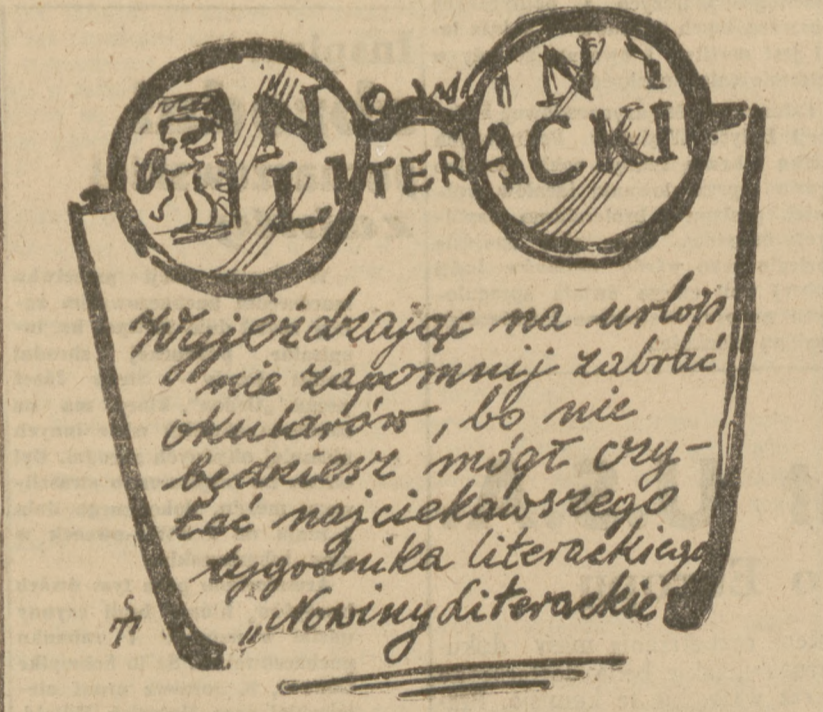 NOWINY
LITERACKI
Wyjeżdżając na urlop
nie zapomnij zabrać
okularów, bo nie
będziesz mógł czy-
tać najciekawszego
tygodnika literackiego
„Nowiny Literackie